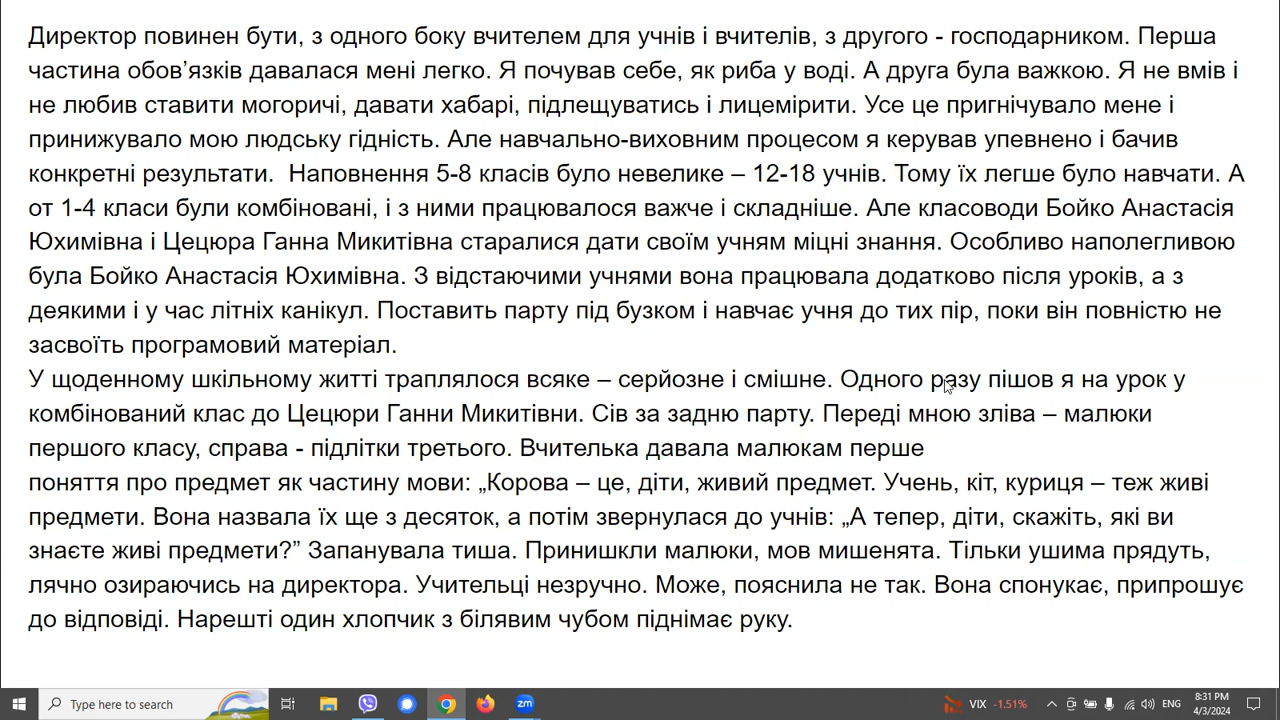 Директор повинен бути, з одного боку вчителем для учнів і вчителів, з другого - господарником. Перша
частина обов’язків давалася мені легко. Я почував себе, як риба у воді. А друга була важкою. Я не вмів і
не любив ставити могоричі, давати хабарі, підлещуватись і лицемірити. Усе це пригнічувало мене і
принижувало мою людську гідність. Але навчально-виховним процесом я керував упевнено і бачив
конкретні результати.  Наповнення 5-8 класів було невелике – 12-18 учнів. Тому їх легше було навчати. А
от 1-4 класи були комбіновані, і з ними працювалося важче і складніше. Але класоводи Бойко Анастасія
Юхимівна і Цецюра Ганна Микитівна старалися дати своїм учням міцні знання. Особливо наполегливою
була Бойко Анастасія Юхимівна. З відстаючими учнями вона працювала додатково після уроків, а з
деякими і у час літніх канікул. Поставить парту під бузком і навчає учня до тих пір, поки він повністю не
засвоїть програмовий матеріал.
У щоденному шкільному житті траплялося всяке – серйозне і смішне. Одного разу пішов я на урок у
комбінований клас до Цецюри Ганни Микитівни. Сів за задню парту. Переді мною зліва – малюки
першого класу, справа - підлітки третього. Вчителька давала малюкам перше
поняття про предмет як частину мови: „Корова – це, діти, живий предмет. Учень, кіт, куриця – теж живі
предмети. Вона назвала їх ще з десяток, а потім звернулася до учнів: „А тепер, діти, скажіть, які ви
знаєте живі предмети?” Запанувала тиша. Принишкли малюки, мов мишенята. Тільки ушима прядуть,
лячно озираючись на директора. Учительці незручно. Може, пояснила не так. Вона спонукає, припрошує
до відповіді. Нарешті один хлопчик з білявим чубом піднімає руку.
Type here to search
zm
VIX -1.51%
ENG
8:31 PM
4/3/2024